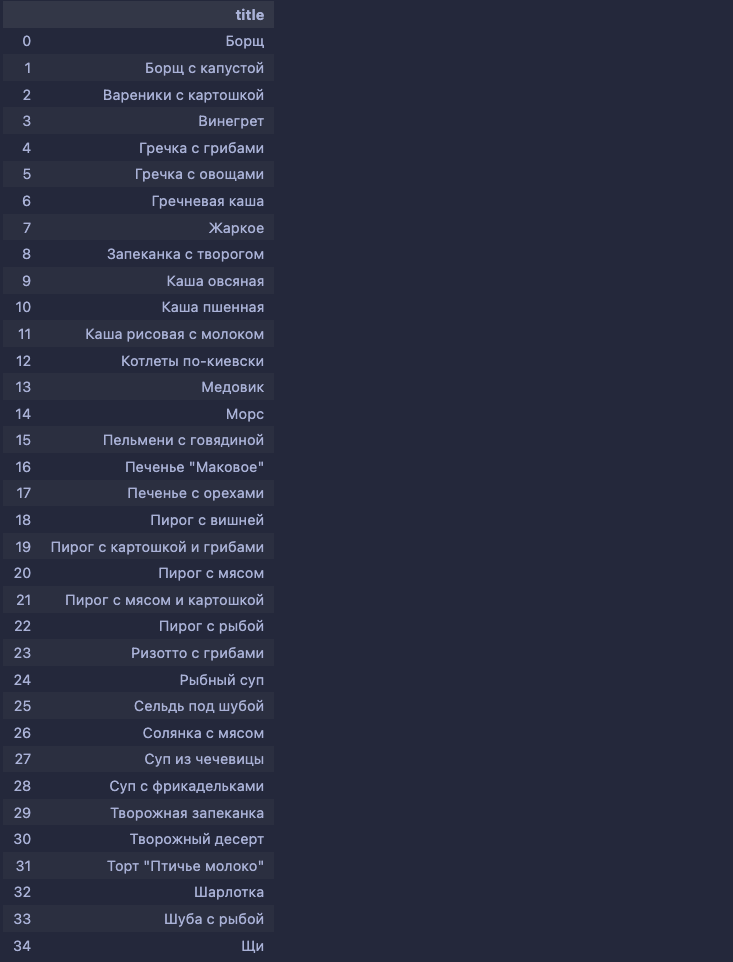 title
0 Борщ
1 Борщ с капустой
2 Вареники с картошкой
3 Винегрет
4 Гречка с грибами
5 Гречка с овощами
6 Гречневая каша
7 Жаркое
8 Запеканка с творогом
9 Каша овсяная
10 Каша пшенная
11 Каша рисовая с молоком
12 Котлеты по-киевски
13 Медовик
14 Морс
15 Пельмени с говядиной
16 Печенье "Маковое"
17 Печенье с орехами
18 Пирог с вишней
19 Пирог с картошкой и грибами
20 Пирог с мясом
21 Пирог с мясом и картошкой
22 Пирог с рыбой
23 Ризотто с грибами
24 Рыбный суп
25 Сельдь под шубой
26 Солянка с мясом
27 Суп из чечевицы
28 Суп с фрикадельками
29 Творожная запеканка
30 Творожный десерт
31 Торт "Птичье молоко"
32 Шарлотка
33 Шуба с рыбой
34 Щи